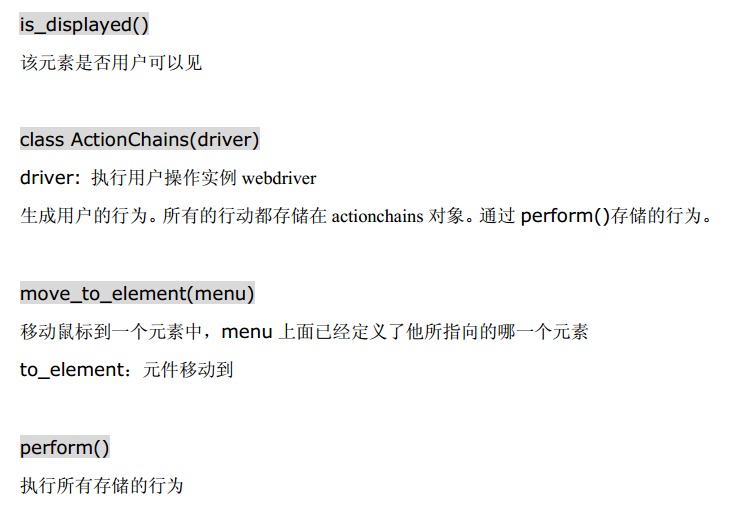 is_displayed()
该元素是否用户可以见
class ActionChains(driver)
driver: 执行用户操作实例 webdriver
生成用户的行为。所有的行动都存储在 actionchains 对象。通过 perform()存储的行为。
move_to_element(menu)
移动鼠标到一个元素中，menu 上面已经定义了他所指向的哪一个元素
to_element：元件移动到
perform()
执行所有存储的行为